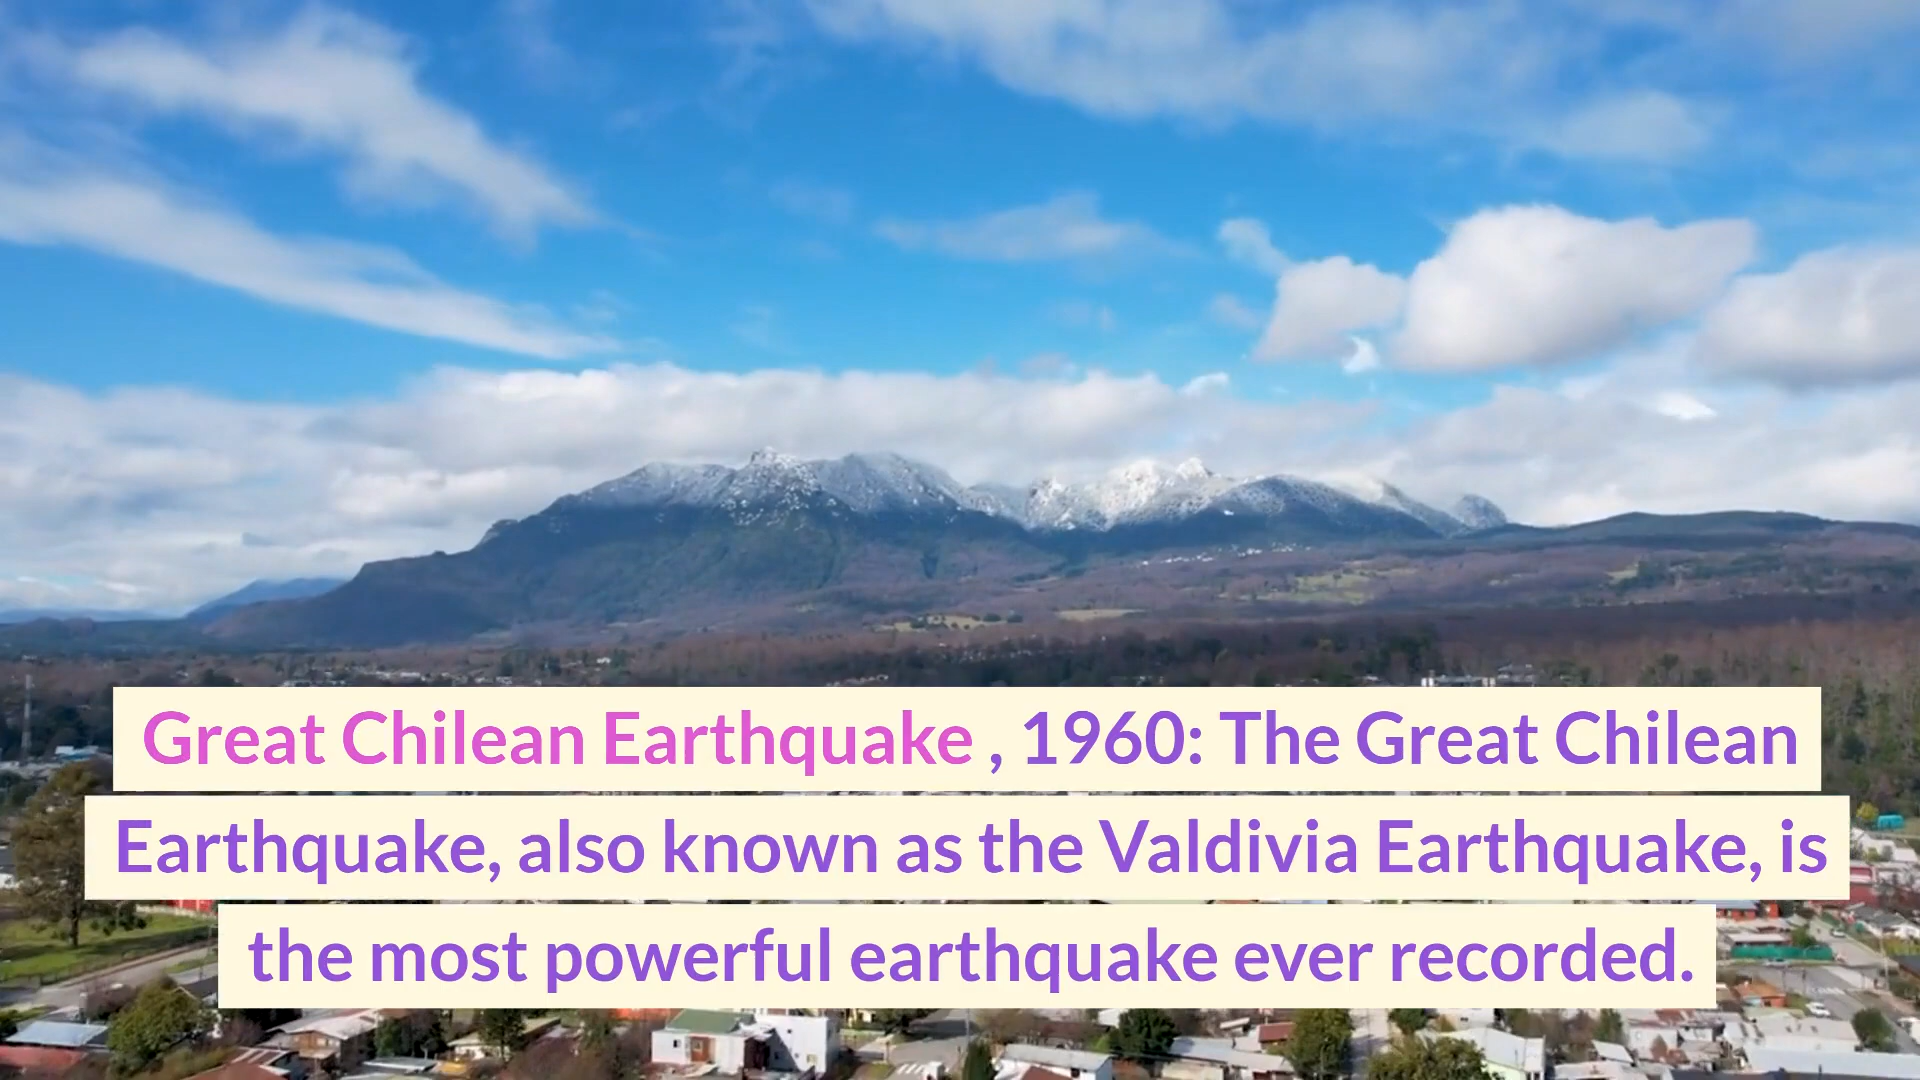 Great Chilean Earthquake , 1960: The Great Chilean
Earthquake, also known as the Valdivia Earthquake, is
the most powerful earthquake ever recorded.